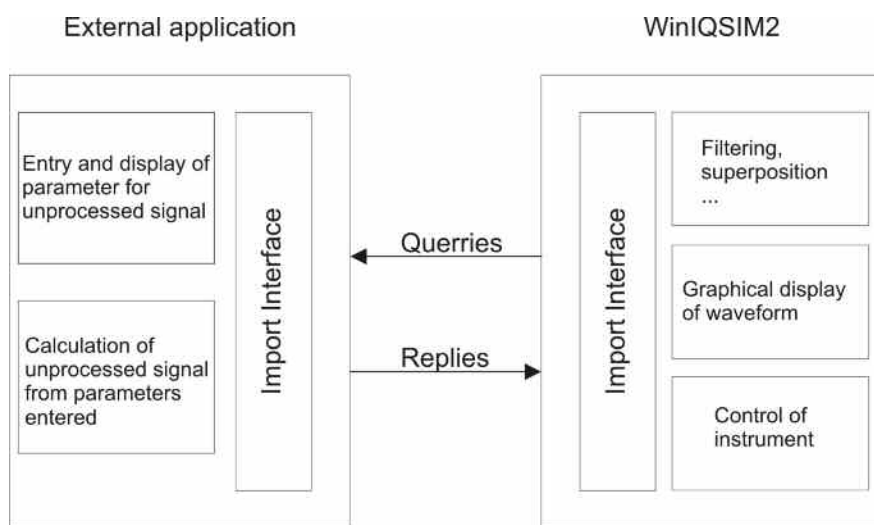 External application
WinIQSIM2
Entry and display of
parameter for
unprocessed signal
Calculation of
unprocessed signal
from parameters
entered
Import Interface
Querries
Replies
Import Interface
Filtering,
superposition
...
Graphical display
of waveform
Control of
instrument